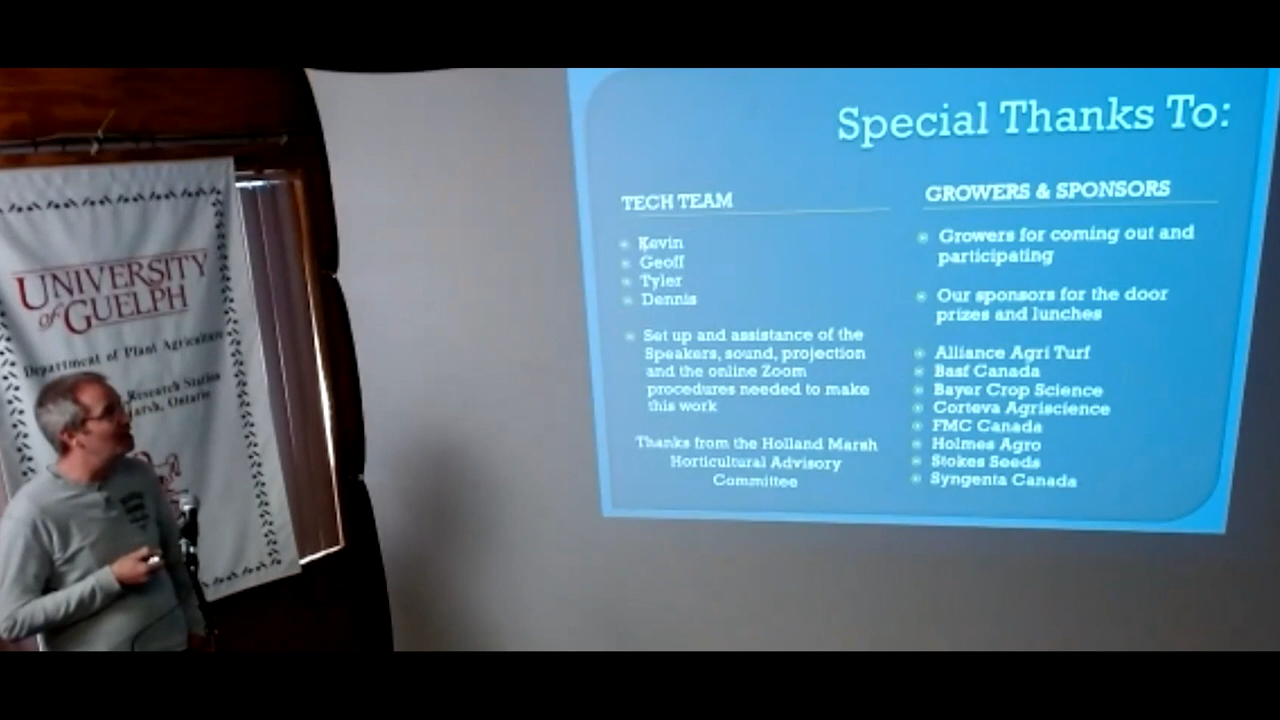 UNIVERSITY
of GUELPH
Department of Plant Agriculture
Research Station
Marsh, Ontario
Special Thanks To:
TECH TEAM
Kevin
Geoff
Tyler
Dennis
Set up and assistance of the
Speakers, sound, projection
and the online Zoom
procedures needed to make
this work
Thanks from the Holland Marsh
Horticultural Advisory
Committee
GROWERS & SPONSORS
Growers for coming out and
participating
Our sponsors for the door
prizes and lunches
Alliance Agri Turf
Basf Canada
Bayer Crop Science
Corteva Agriscience
FMC Canada
Holmes Agro
Stokes Seeds
Syngenta Canada